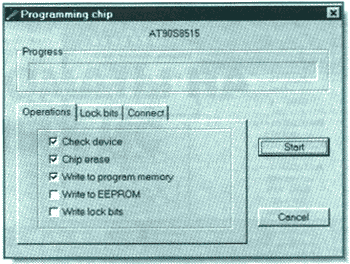 Programming chip
AT90S8515
Progress
Operations Lock bits Connect
Check device
Chip erase
Write to program memory
Write to EEPROM
Write lock bits
Start
Cancel